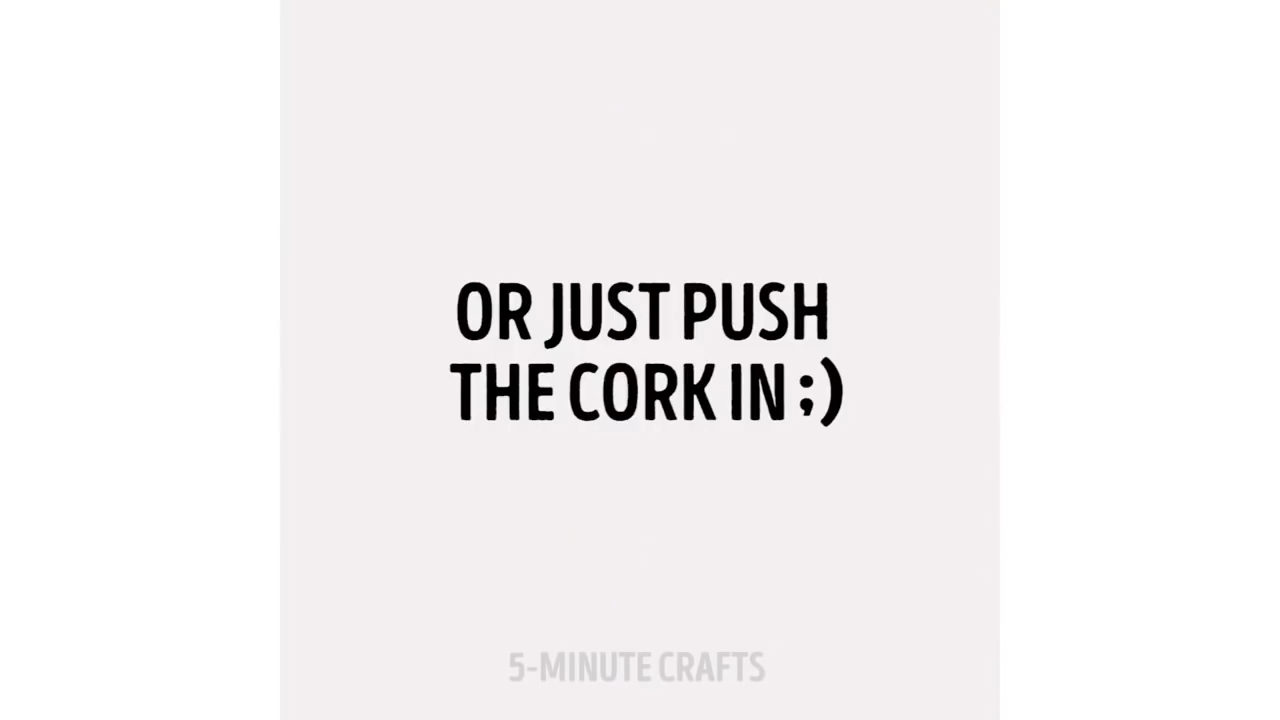 OR JUST PUSH
THE CORK IN ;)
5-MINUTE CRAFTS